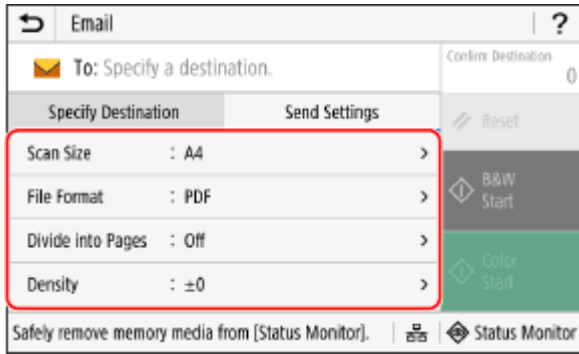 Email ?
To: Specify a destination.
Confirm Destination
0
Specify Destination Send Settings
Reset
Scan Size : A4
File Format : PDF
B&W
Start
Divide into Pages : Off
Density : ±0
Color
Start
Safely remove memory media from [Status Monitor]. Status Monitor